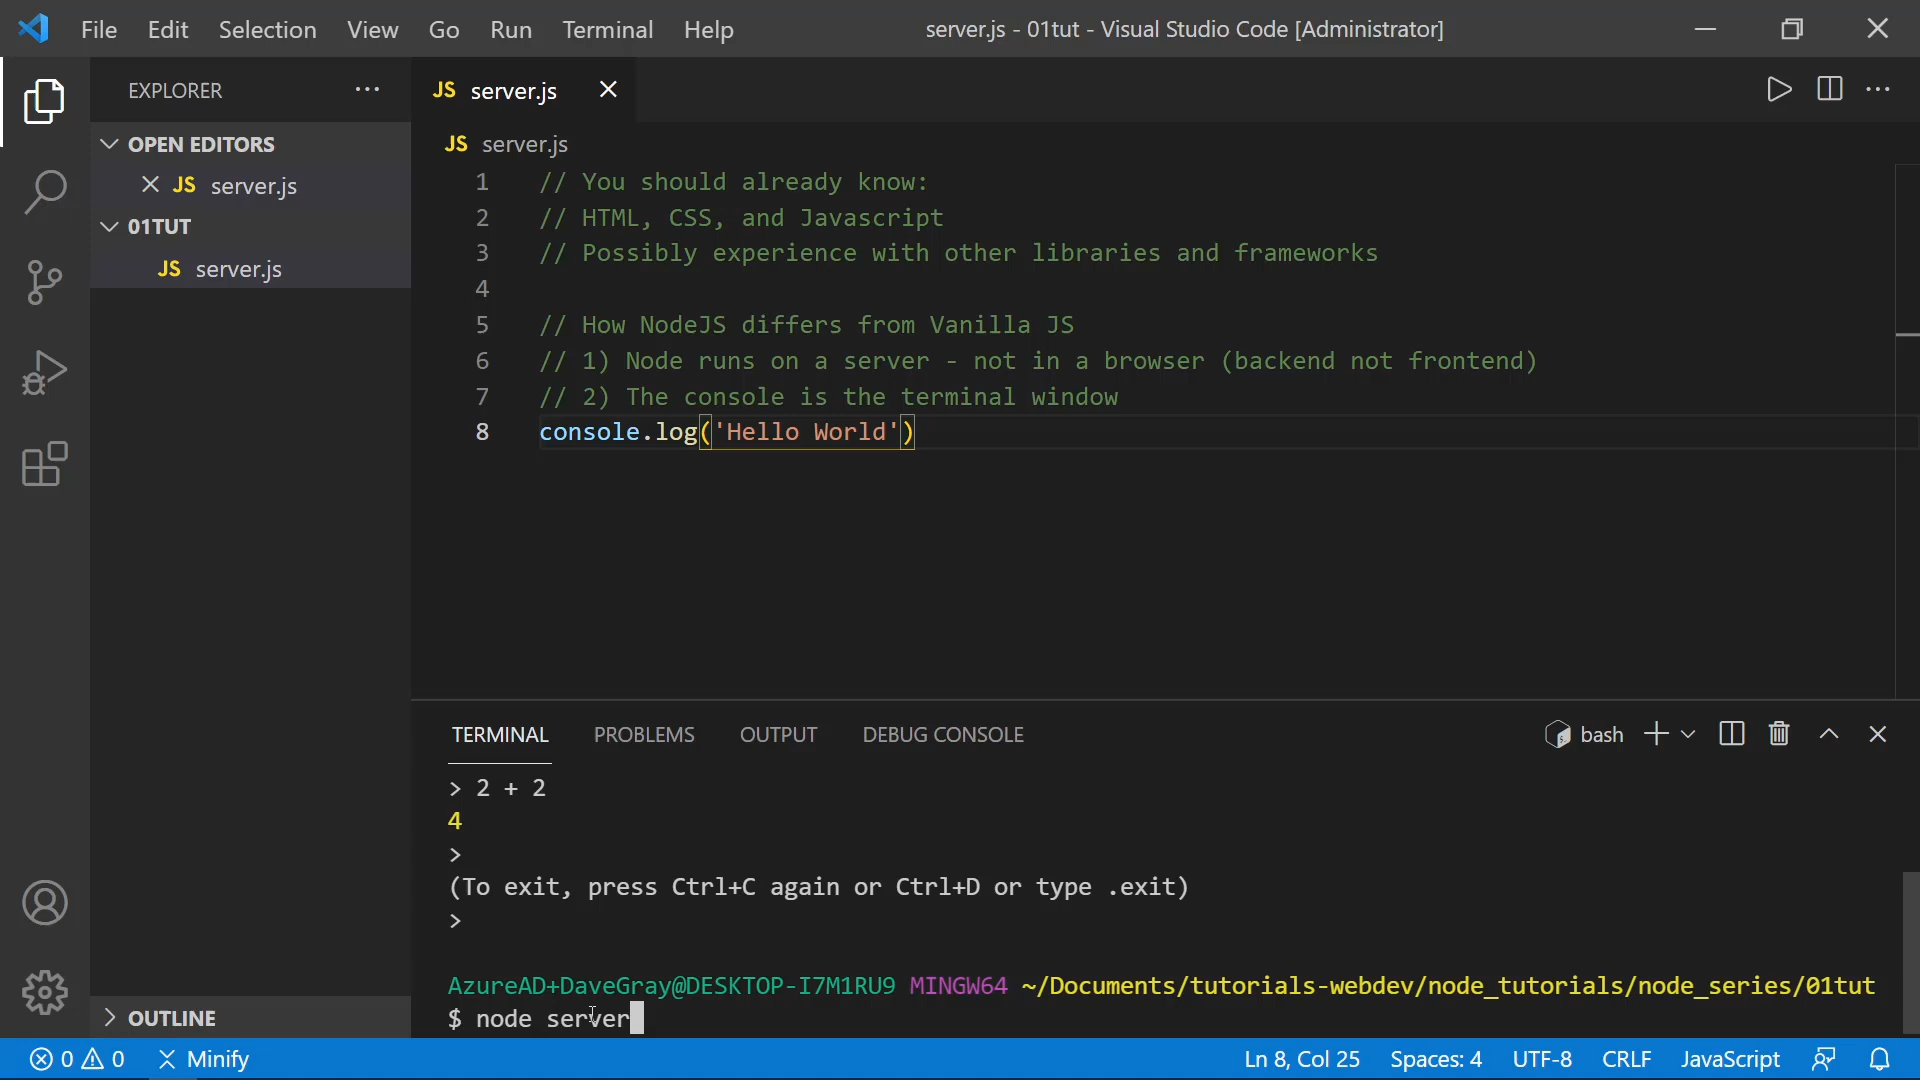 File Edit Selection View Go Run Terminal Help server.js - 01tut - Visual Studio Code [Administrator]
EXPLORER ···
OPEN EDITORS
JS server.js
01TUT
JS server.js
OUTLINE
JS server.js
JS server.js
1 // You should already know:
2 // HTML, CSS, and Javascript
3 // Possibly experience with other libraries and frameworks
4
5 // How NodeJS differs from Vanilla JS
6 // 1) Node runs on a server - not in a browser (backend not frontend)
7 // 2) The console is the terminal window
8 console.log('Hello World')
TERMINAL PROBLEMS OUTPUT DEBUG CONSOLE bash
> 2 + 2
4
>
(To exit, press Ctrl+C again or Ctrl+D or type .exit)
>
AzureAD+DaveGray@DESKTOP-I7M1RU9 MINGW64 ~/Documents/tutorials-webdev/node_tutorials/node_series/01tut
$ node server
0 0 Minify Ln 8, Col 25 Spaces: 4 UTF-8 CRLF JavaScript